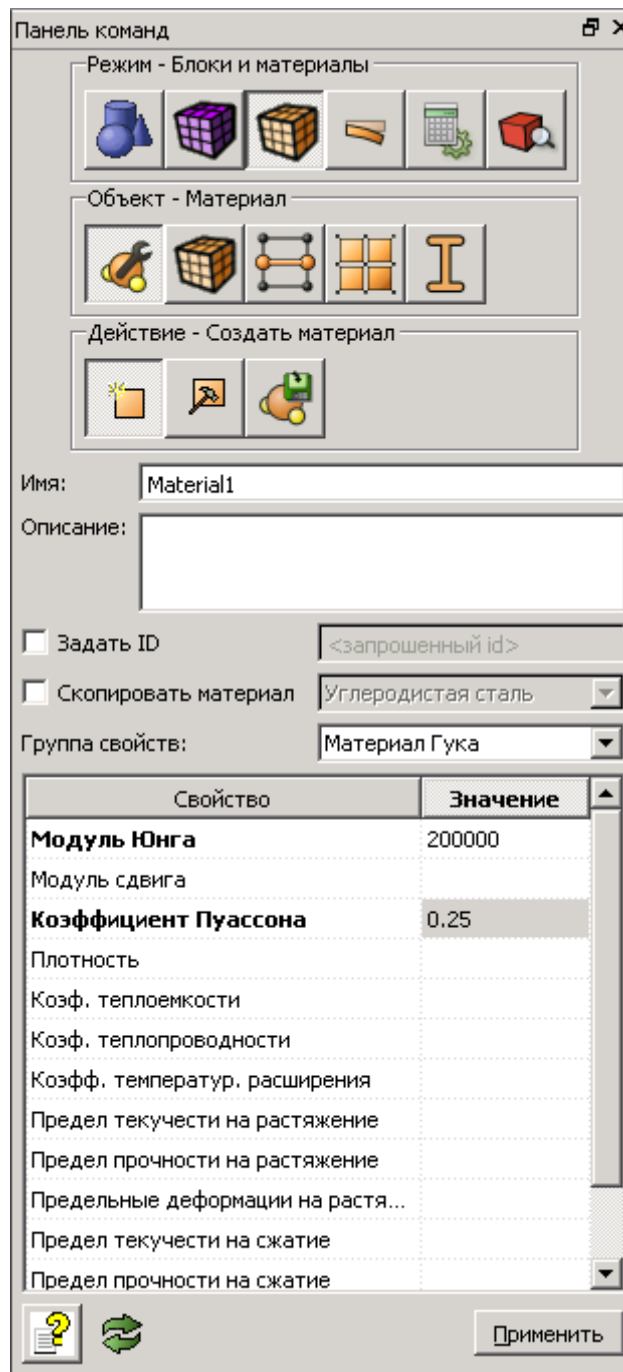 Панель команд
Режим - Блоки и материалы
Объект - Материал
Действие - Создать материал
Имя: Material1
Описание:
Задать ID <запрошенный id>
Скопировать материал Углеродистая сталь
Группа свойств: Материал Гука
Свойство Значение
Модуль Юнга 200000
Модуль сдвига
Коэффициент Пуассона 0.25
Плотность
Коэф. теплоемкости
Коэф. теплопроводности
Коэфф. температур. расширения
Предел текучести на растяжение
Предел прочности на растяжение
Предельные деформации на растя...
Предел текучести на сжатие
Предел прочности на сжатие
Применить